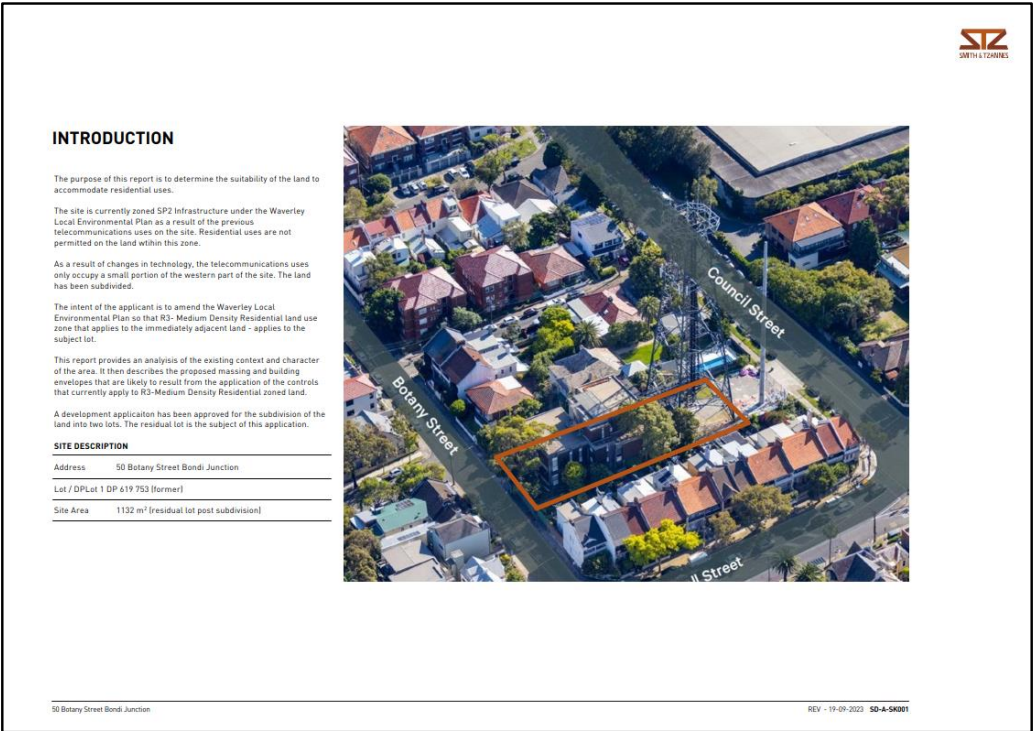 STZ
SMITH & TZANNES
INTRODUCTION
The purpose of this report is to determine the suitability of the land to
accommodate residential uses.
The site is currently zoned SP2 Infrastructure under the Waverley
Local Environmental Plan as a result of the previous
telecommunications uses on the site. Residential uses are not
permitted on the land wtihin this zone.
As a result of changes in technology, the telecommunications uses
only occupy a small portion of the western part of the site. The land
has been subdivided.
The intent of the applicant is to amend the Waverley Local
Environmental Plan so that R3- Medium Density Residential land use
zone that applies to the immediately adjacent land - applies to the
subject lot.
This report provides an analyisis of the existing context and character
of the area. It then describes the proposed massing and building
envelopes that are likely to result from the application of the controls
that currently apply to R3-Medium Density Residential zoned land.
A development applicaiton has been approved for the subdivision of the
land into two lots. The residual lot is the subject of this application.
SITE DESCRIPTION
Address 50 Botany Street Bondi Junction
Lot / DPLot 1 DP 619 753 (former)
Site Area 1132 m² (residual lot post subdivision)
Council Street
Botany Street
ll Street
50 Botany Street Bondi Junction
REV - 19-09-2023 SD-A-SK001